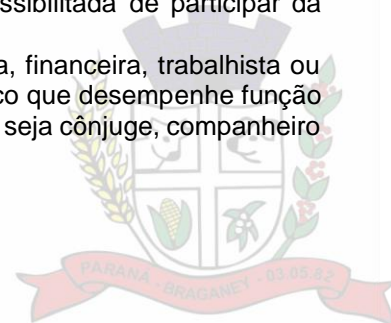 ssibilitada de participar da
a, financeira, trabalhista ou
co que desempenhe função
seja cônjuge, companheiro
PARANÁ - BRAGANEY - 03.05.82